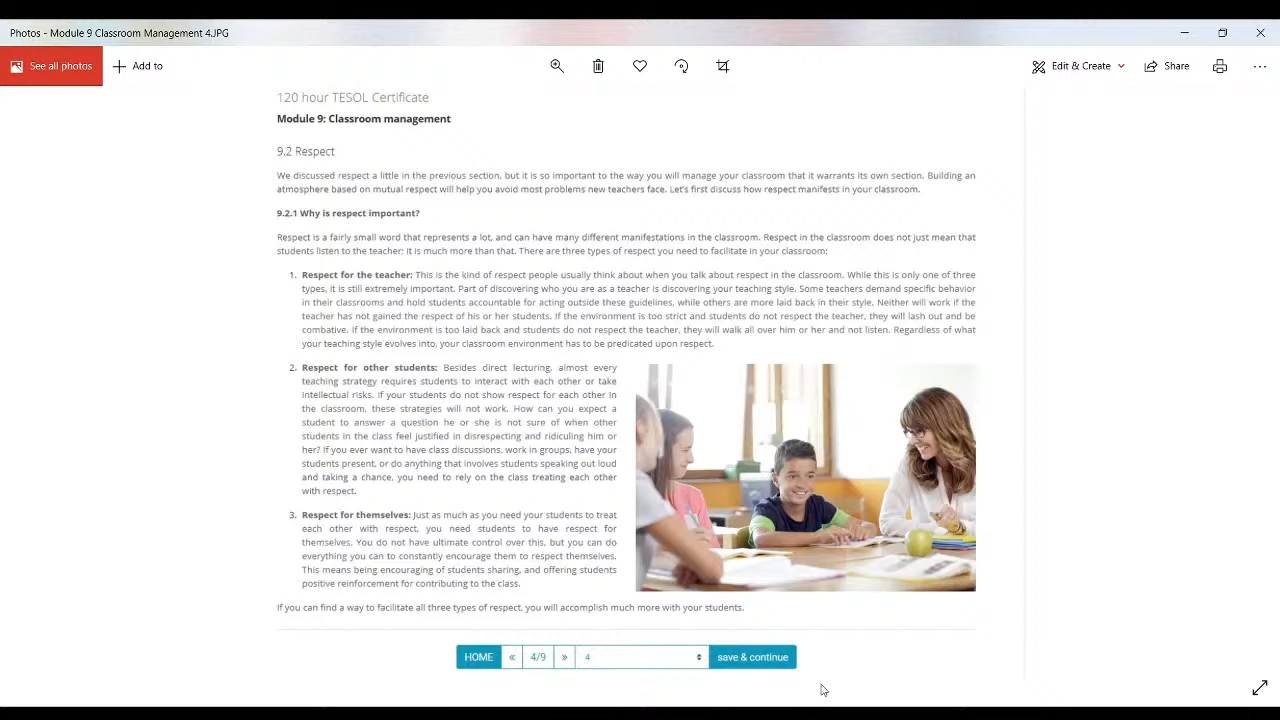 Photos - Module 9 Classroom Management 4.JPG
See all photos
Add to
Edit & Create
Share
120 hour TESOL Certificate
Module 9: Classroom management
9.2 Respect
We discussed respect a little in the previous section, but it is so important to the way you will manage your classroom that it warrants its own section. Building an
atmosphere based on mutual respect will help you avoid most problems new teachers face. Let's first discuss how respect manifests in your classroom.
9.2.1 Why is respect important?
Respect is a fairly small word that represents a lot, and can have many different manifestations in the classroom. Respect in the classroom does not just mean that
students listen to the teacher; it is much more than that. There are three types of respect you need to facilitate in your classroom:
1. Respect for the teacher: This is the kind of respect people usually think about when you talk about respect in the classroom. While this is only one of three
types, it is still extremely important. Part of discovering who you are as a teacher is discovering your teaching style. Some teachers demand specific behavior
in their classrooms and hold students accountable for acting outside these guidelines, while others are more laid back in their style. Neither will work if the
teacher has not gained the respect of his or her students. If the environment is too strict and students do not respect the teacher, they will lash out and be
combative. If the environment is too laid back and students do not respect the teacher, they will walk all over him or her and not listen. Regardless of what
your teaching style evolves into, your classroom environment has to be predicated upon respect.
2. Respect for other students: Besides direct lecturing, almost every
teaching strategy requires students to interact with each other or take
intellectual risks. If your students do not show respect for each other in
the classroom, these strategies will not work. How can you expect a
student to answer a question he or she is not sure of when other
students in the class feel justified in disrespecting and ridiculing him or
her? If you ever want to have class discussions, work in groups, have your
students present, or do anything that involves students speaking out loud
and taking a chance, you need to rely on the class treating each other
with respect.
3. Respect for themselves: Just as much as you need your students to treat
each other with respect, you need students to have respect for
themselves. You do not have ultimate control over this, but you can do
everything you can to constantly encourage them to respect themselves.
This means being encouraging of students sharing, and offering students
positive reinforcement for contributing to the class.
If you can find a way to facilitate all three types of respect, you will accomplish much more with your students.
HOME « 4/9 » 4 save & continue